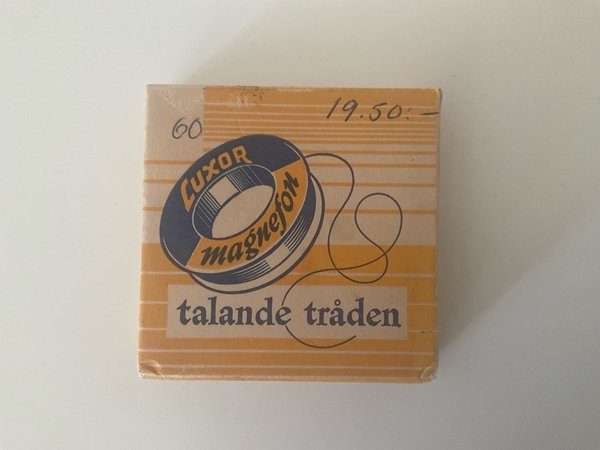 19.50:-
60
LUXOR
magnefon
talande tråden